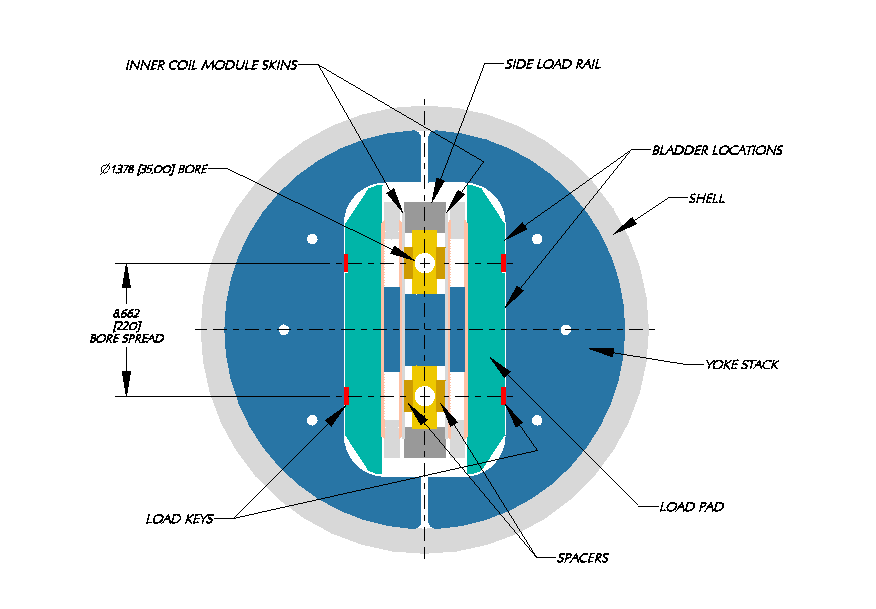 INNER COIL MODULE SKINS
SIDE LOAD RAIL
BLADDER LOCATIONS
Ø1.378 [35.00] BORE
SHELL
8.662
[220]
BORE SPREAD
YOKE STACK
LOAD KEYS
LOAD PAD
SPACERS